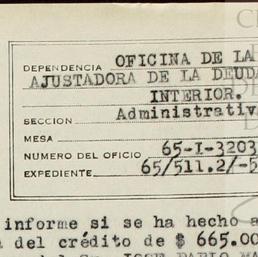 DEPENDENCIA OFICINA DE LA
AJUSTADORA DE LA DEUDA
INTERIOR.
SECCION Administrativ
MESA
NUMERO DEL OFICIO 65-I-3203
EXPEDIENTE 65/511.2/-5
informe si se ha hecho a
del crédito de $ 665.00